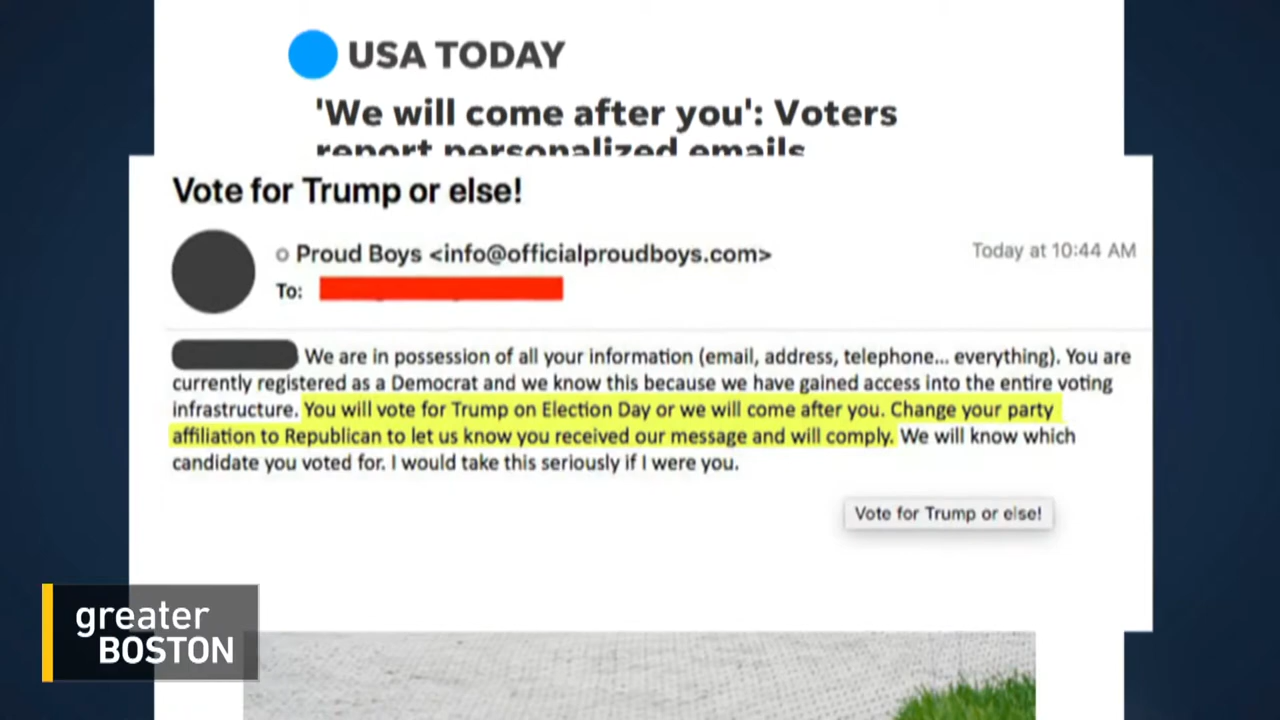 USA TODAY
'We will come after you': Voters
report personalized emails
Vote for Trump or else!
Proud Boys <info@officialproudboys.com>
Today at 10:44 AM
To:
We are in possession of all your information (email, address, telephone... everything). You are
currently registered as a Democrat and we know this because we have gained access into the entire voting
infrastructure. You will vote for Trump on Election Day or we will come after you. Change your party
affiliation to Republican to let us know you received our message and will comply. We will know which
candidate you voted for. I would take this seriously if I were you.
Vote for Trump or else!
greater
BOSTON